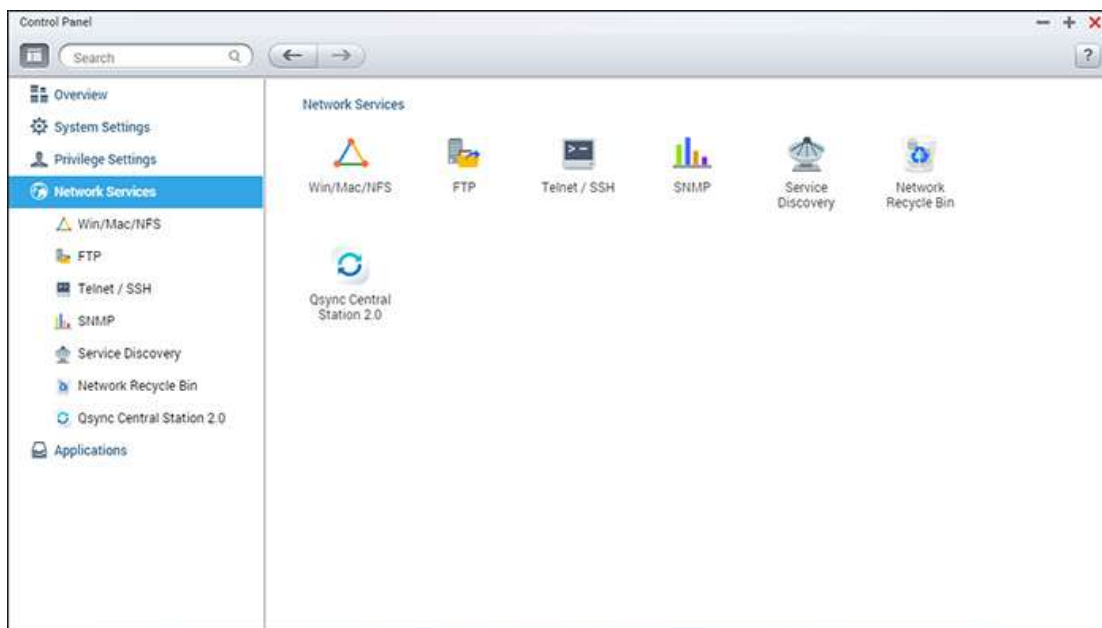 Control Panel
Search
?
Overview
System Settings
Privilege Settings
Network Services
Win/Mac/NFS
FTP
Telnet / SSH
SNMP
Service Discovery
Network Recycle Bin
Qsync Central Station 2.0
Applications
Network Services
Win/Mac/NFS
FTP
Telnet / SSH
SNMP
Service
Discovery
Network
Recycle Bin
Qsync Central
Station 2.0